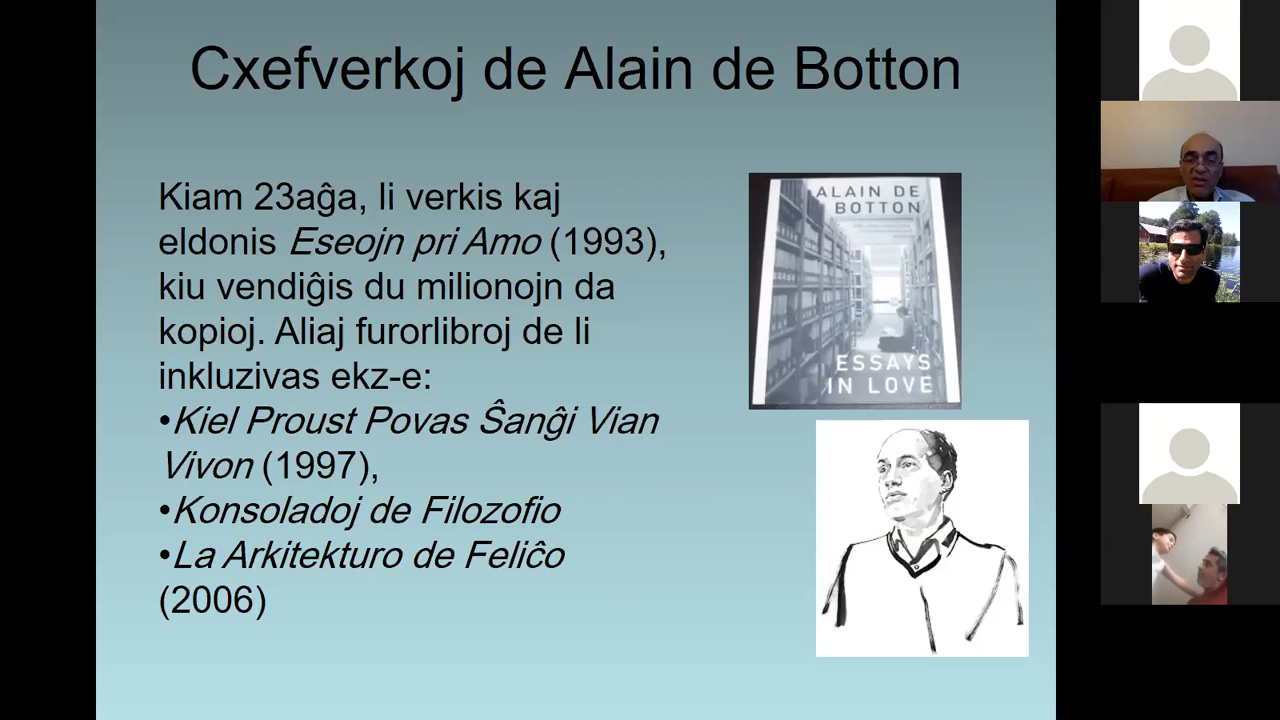 Cxefverkoj de Alain de Botton
Kiam 23aĝa, li verkis kaj
eldonis Eseojn pri Amo (1993),
kiu vendiĝis du milionojn da
kopioj. Aliaj furorlibroj de li
inkluzivas ekz-e:
•Kiel Proust Povas Ŝanĝi Vian
Vivon (1997),
•Konsoladoj de Filozofio
•La Arkitekturo de Feliĉo
(2006)
ALAIN DE
BOTTON
ESSAYS
IN LOVE